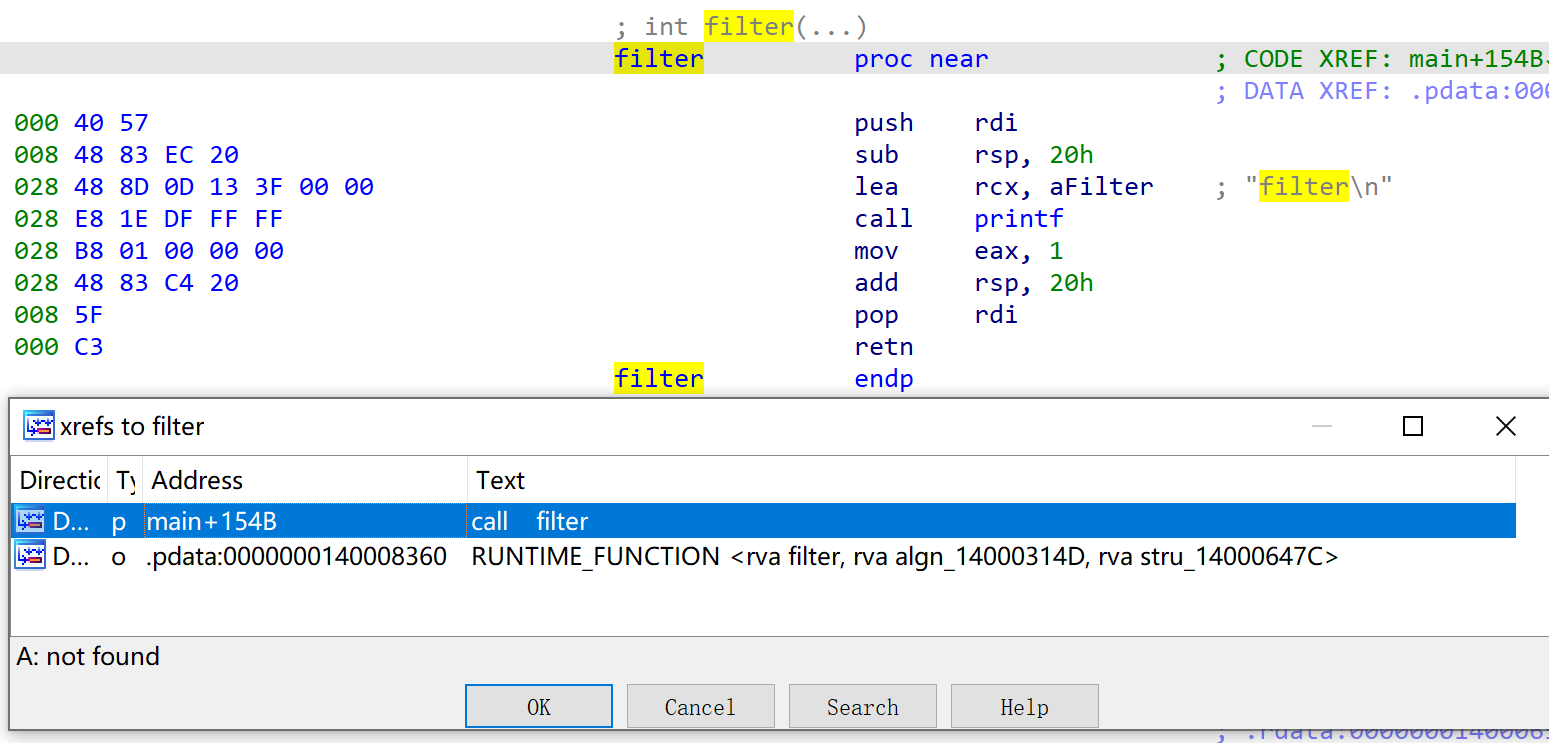 ; int filter(...)
filter proc near ; CODE XREF: main+154B↓
; DATA XREF: .pdata:000
000 40 57 push rdi
008 48 83 EC 20 sub rsp, 20h
028 48 8D 0D 13 3F 00 00 lea rcx, aFilter ; "filter\n"
028 E8 1E DF FF FF call printf
028 B8 01 00 00 00 mov eax, 1
028 48 83 C4 20 add rsp, 20h
008 5F pop rdi
000 C3 retn
filter endp
xrefs to filter
Directic Ty Address Text
D... p main+154B call filter
D... o .pdata:0000000140008360 RUNTIME_FUNCTION <rva filter, rva algn_14000314D, rva stru_14000647C>
A: not found
OK Cancel Search Help